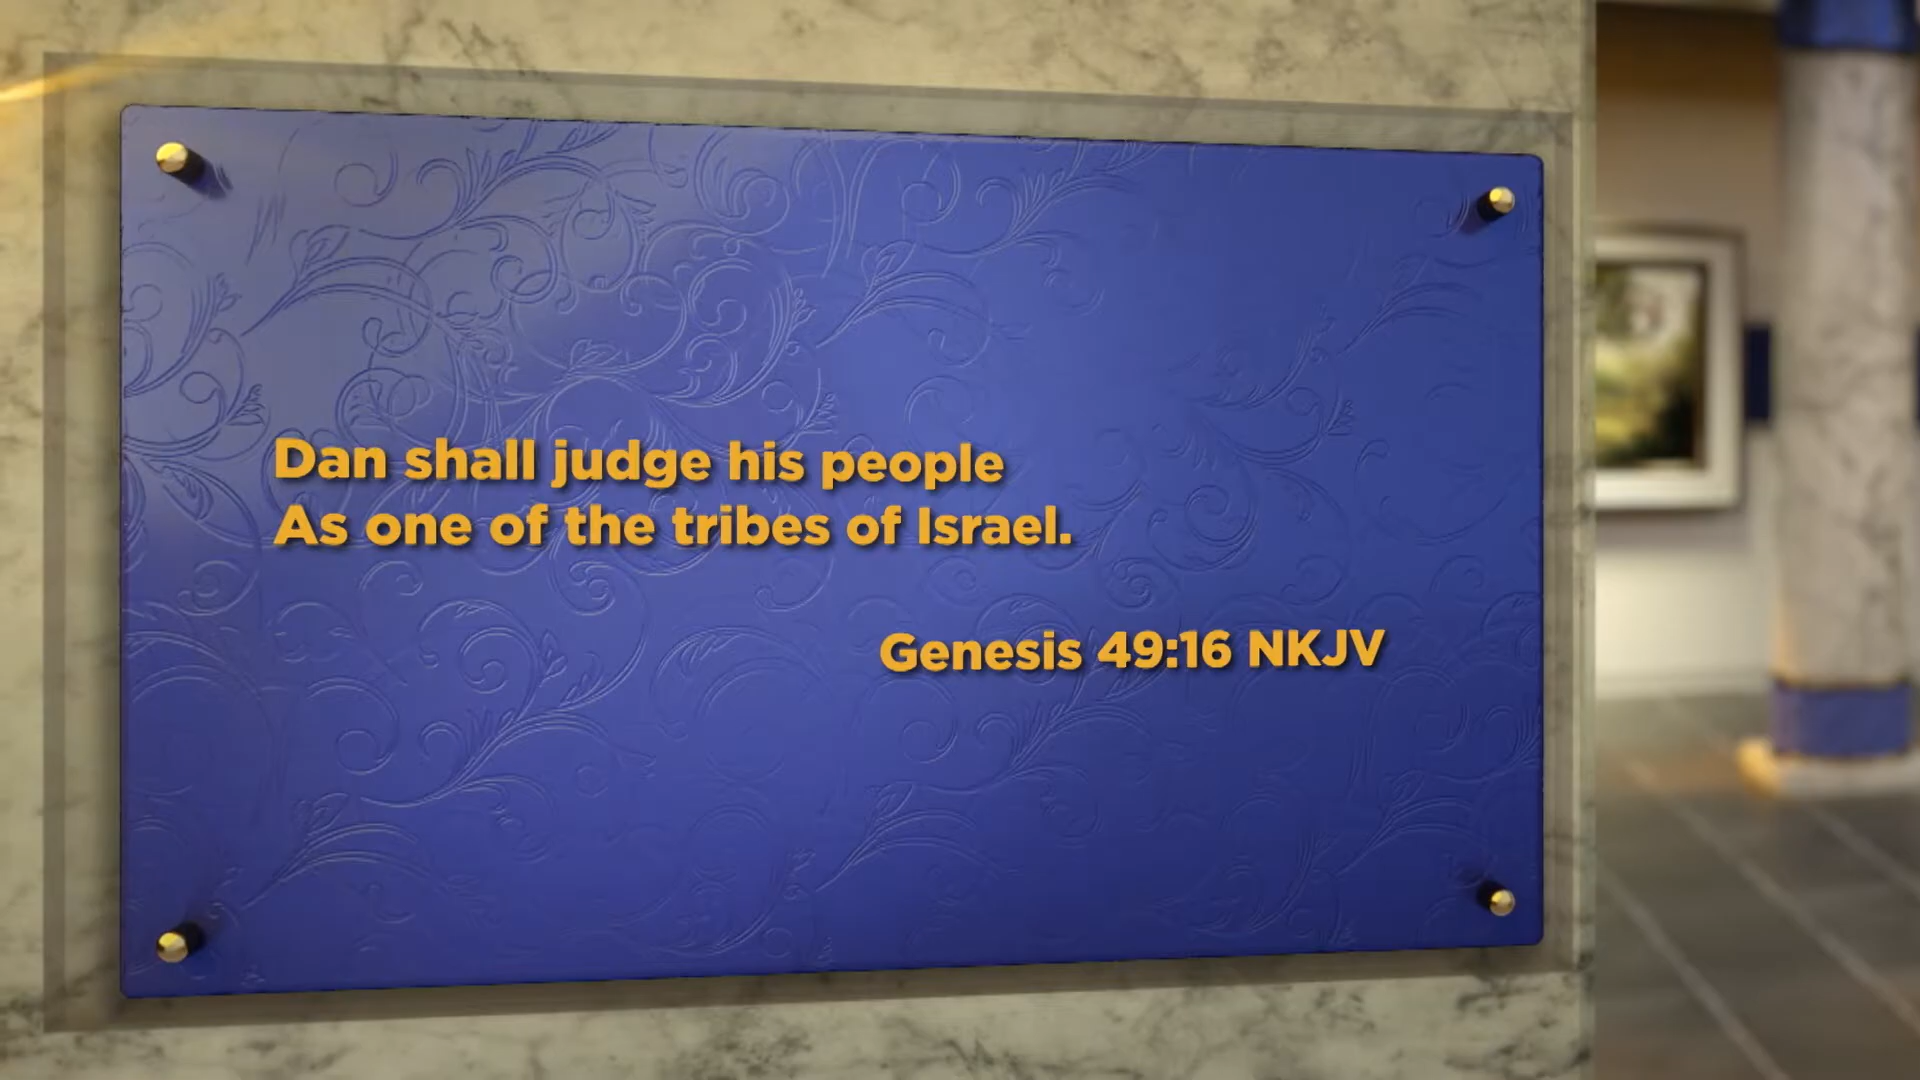 Dan shall judge his people
As one of the tribes of Israel.
Genesis 49:16 NKJV